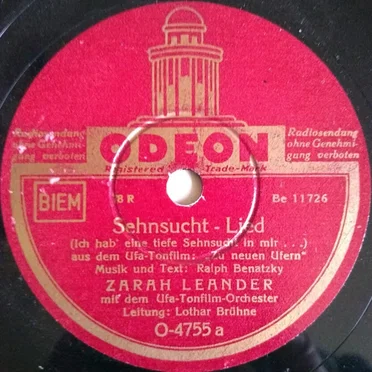 Radiosendung
ohne Genehmi-
gung verboten
Radiosendung
ohne Genehmi-
gung verboten
ODEON
Registered Trade-Mark
BIEM
Be 11726
Sehnsucht - Lied
(Ich hab' eine tiefe Sehnsucht in mir . . .)
aus dem Ufa-Tonfilm: „Zu neuen Ufern"
Musik und Text: Ralph Benatzky
ZARAH LEANDER
mit dem Ufa-Tonfilm-Orchester
Leitung: Lothar Brühne
O-4755 a